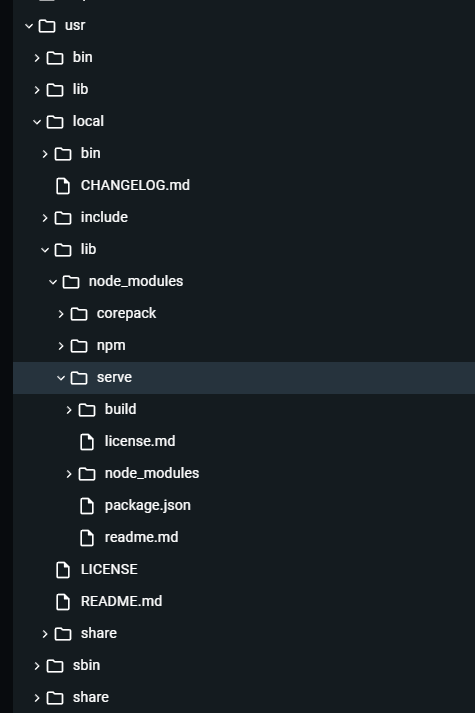 usr
bin
lib
local
bin
CHANGELOG.md
include
lib
node_modules
corepack
npm
serve
build
license.md
node_modules
package.json
readme.md
LICENSE
README.md
share
sbin
share